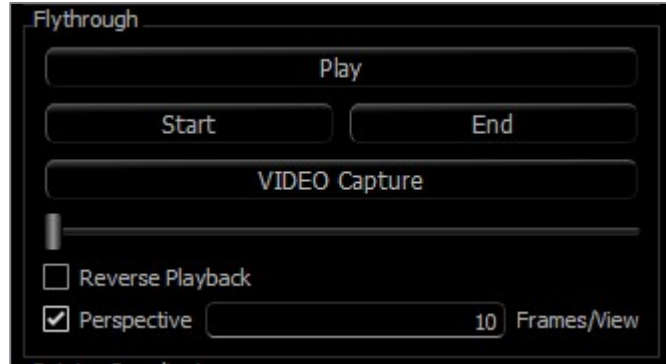 Flythrough
Play
Start End
VIDEO Capture
Reverse Playback
Perspective 10 Frames/View